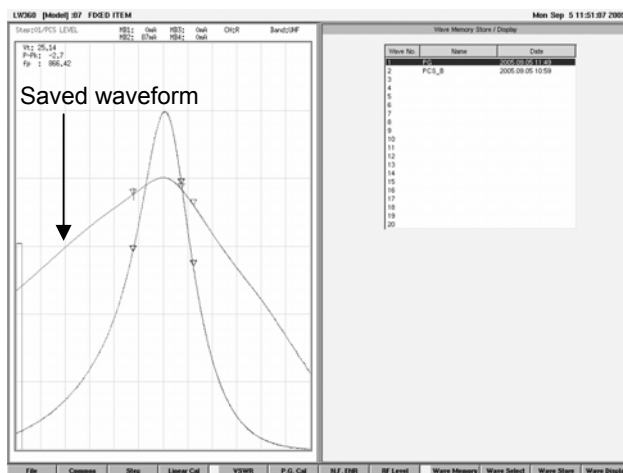 LW360 [Model] :07 FIXED ITEM Mon Sep 5 11:51:07 2005
Step:01/PCS LEVEL MB1: 0mA MB3: 0mA CH:R Band:UHF
MB2: 87mA MB4: 0mA
Vt: 25.14
P-Pk: -2.7
fp : 866.42
Saved waveform
Wave Memory Store / Display
Wave No. Name Date
1 PG 2005.09.05 11:49
2 PCS_B 2005.09.05 10:59
3
4
5
6
7
8
9
10
11
12
13
14
15
16
17
18
19
20
File Common Step Linear Cal VSWR P.G. Cal N.F. ENR RF Level Wave Memory Wave Select Wave Store Wave Display